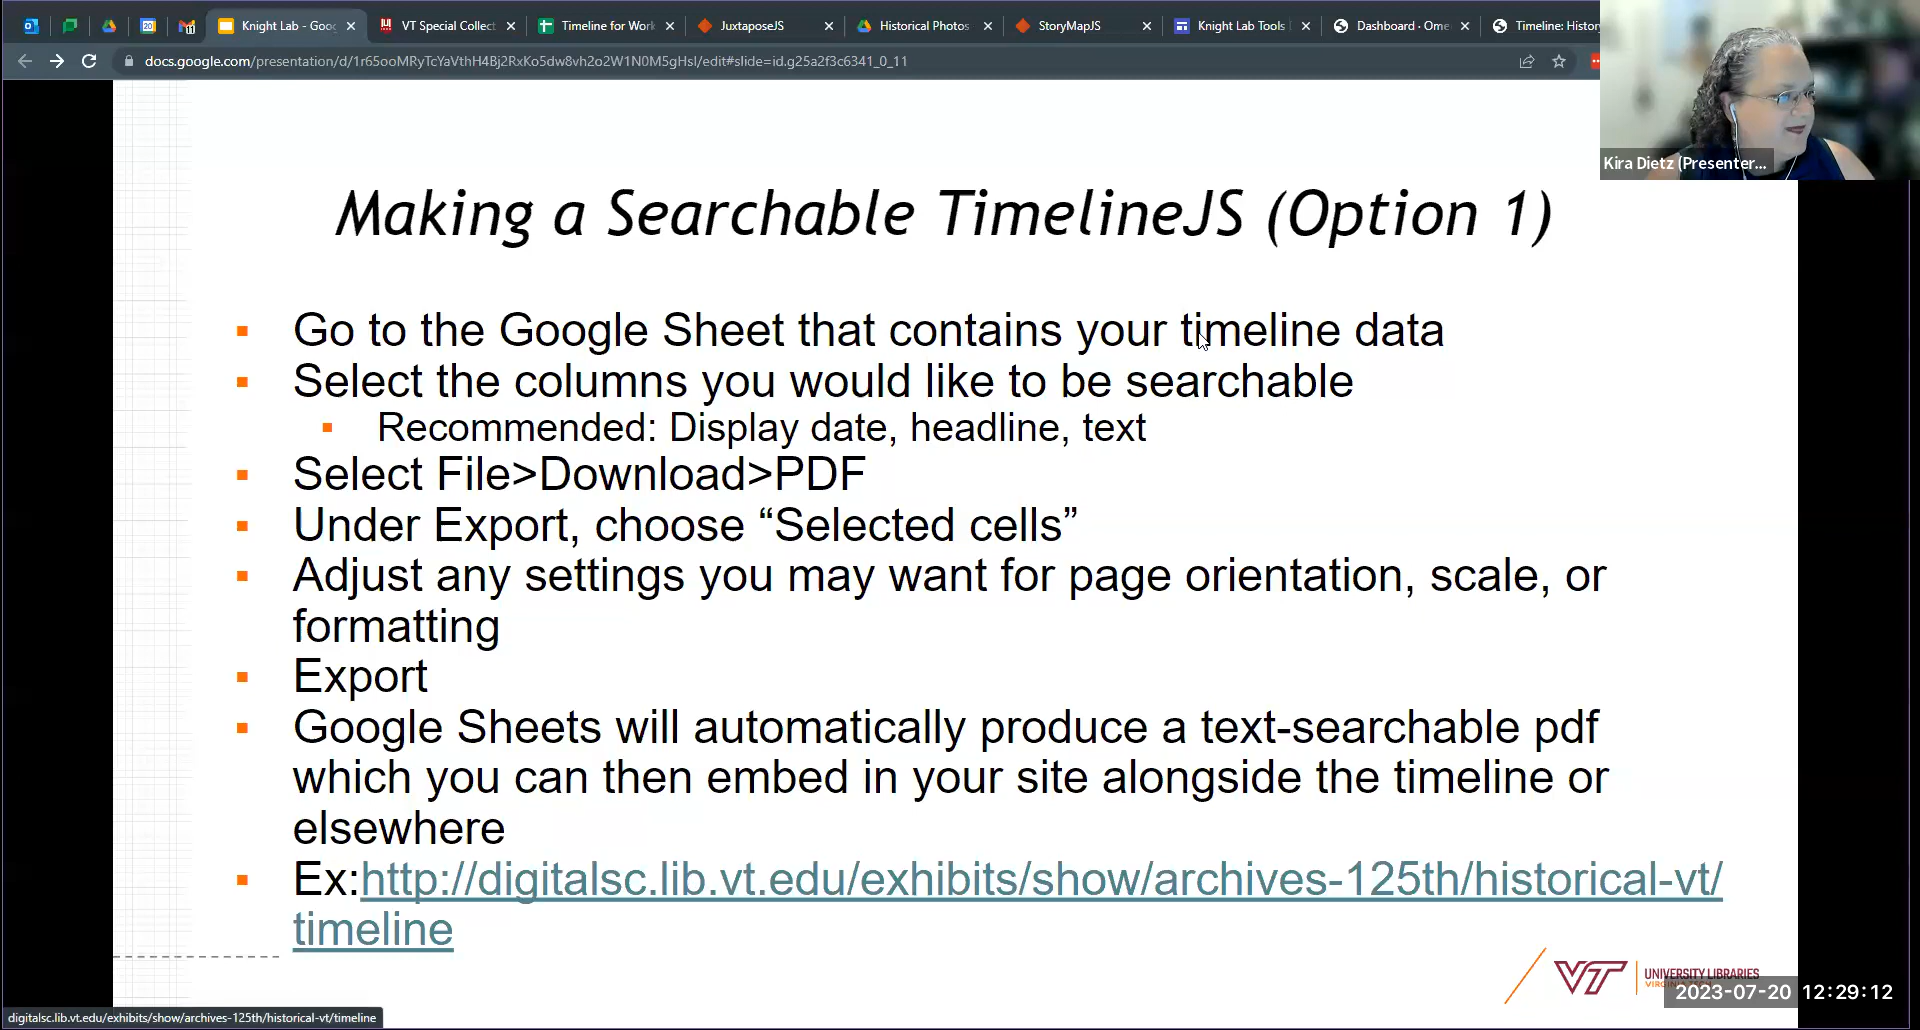 Knight Lab - Goog
VT Special Collect
Timeline for Work
JuxtaposeJS
Historical Photos
StoryMapJS
Knight Lab Tools
Dashboard · Ome
Timeline: Histor
docs.google.com/presentation/d/1r65ooMRyTcYaVthH4Bj2RxKo5dw8vh2o2W1N0M5gHsI/edit#slide=id.g25a2f3c6341_0_11
Kira Dietz (Presenter...
Making a Searchable TimelineJS (Option 1)
Go to the Google Sheet that contains your timeline data
Select the columns you would like to be searchable
Recommended: Display date, headline, text
Select File>Download>PDF
Under Export, choose “Selected cells”
Adjust any settings you may want for page orientation, scale, or
formatting
Export
Google Sheets will automatically produce a text-searchable pdf
which you can then embed in your site alongside the timeline or
elsewhere
Ex:http://digitalsc.lib.vt.edu/exhibits/show/archives-125th/historical-vt/
timeline
VT UNIVERSITY LIBRARIES
2023-07-20 12:29:12
digitalsc.lib.vt.edu/exhibits/show/archives-125th/historical-vt/timeline